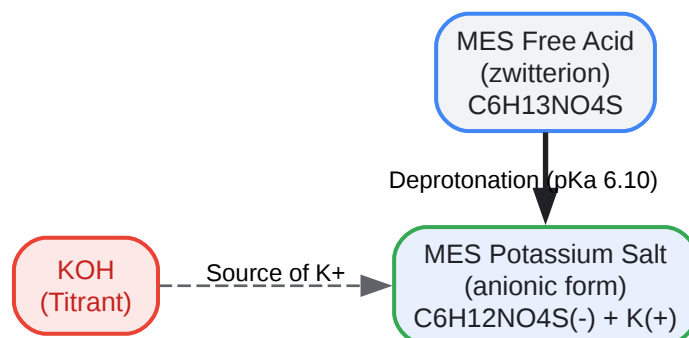 MES Free Acid
(zwitterion)
C6H13NO4S
Deprotonation (pKa 6.10)
KOH
(Titrant)
Source of K+
MES Potassium Salt
(anionic form)
C6H12NO4S(-) + K(+)